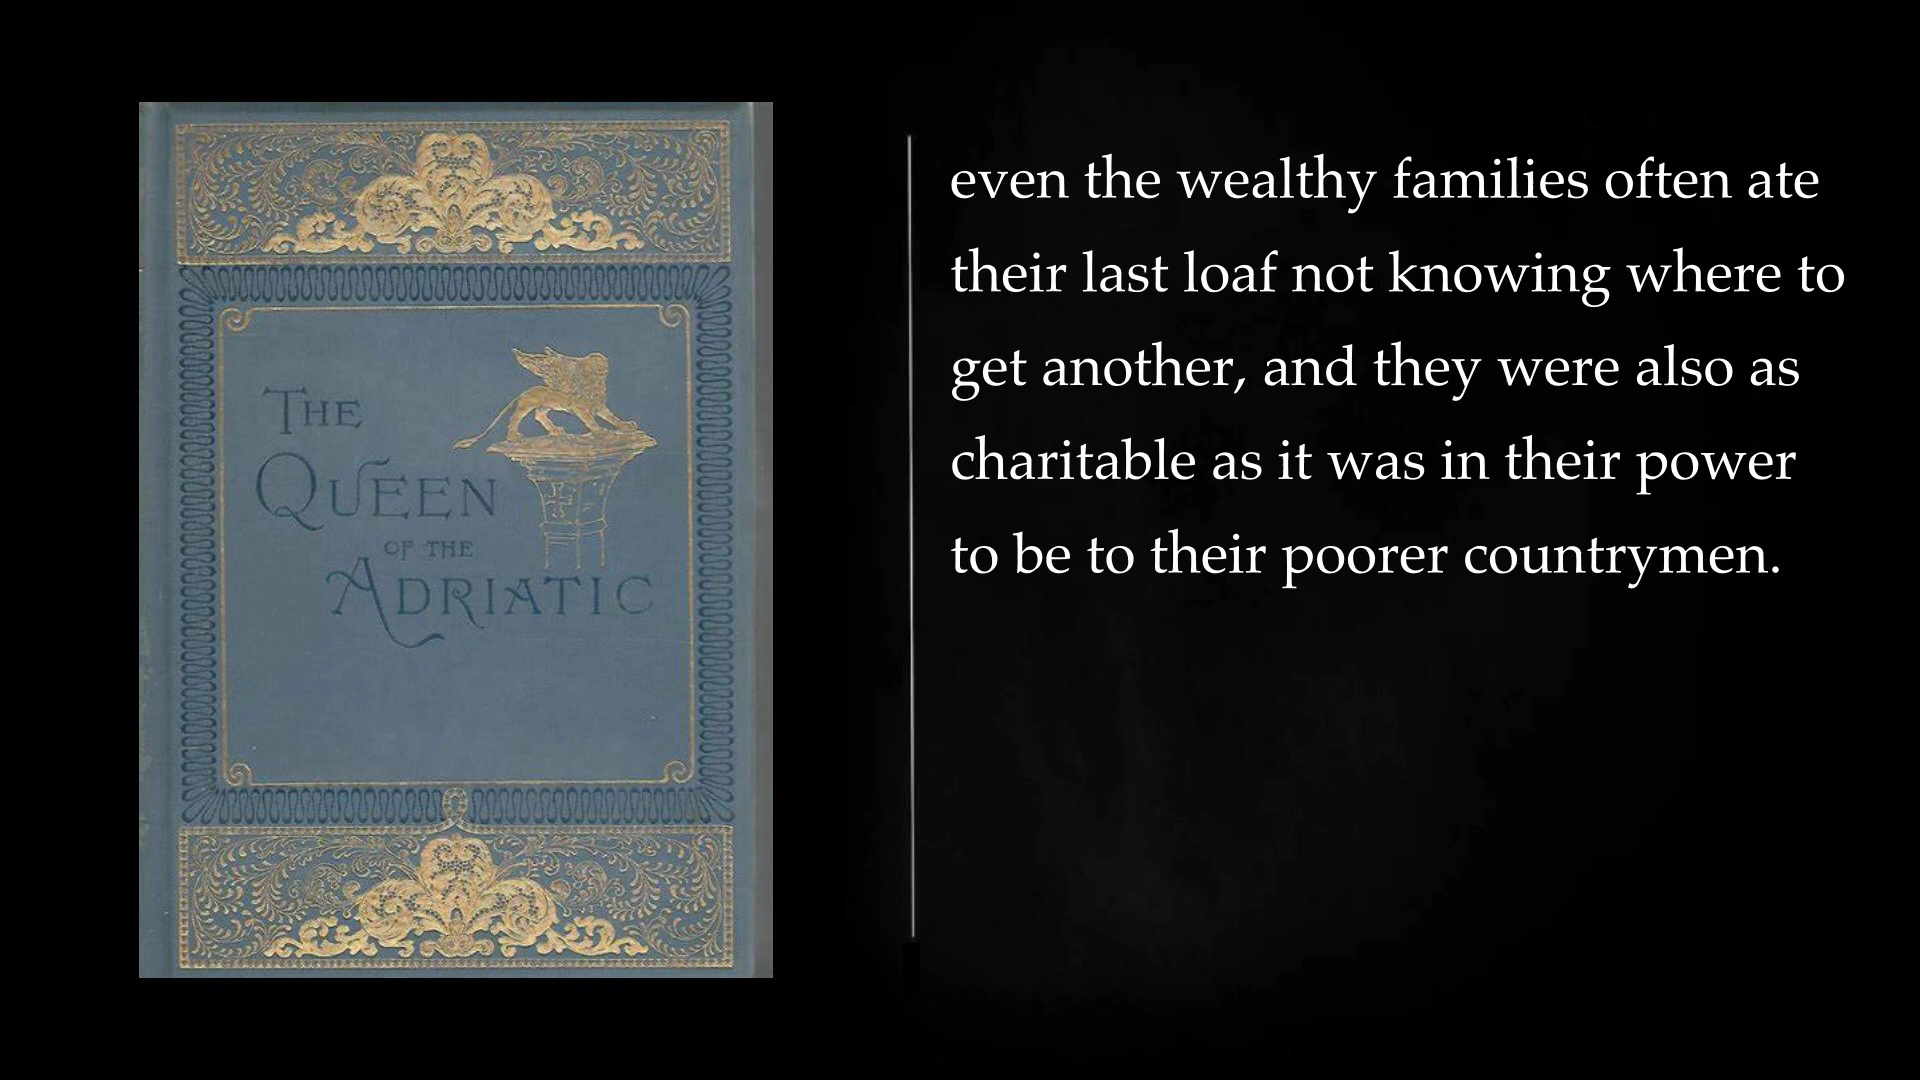 THE
QUEEN
OF THE
ADRIATIC
even the wealthy families often ate
their last loaf not knowing where to
get another, and they were also as
charitable as it was in their power
to be to their poorer countrymen.